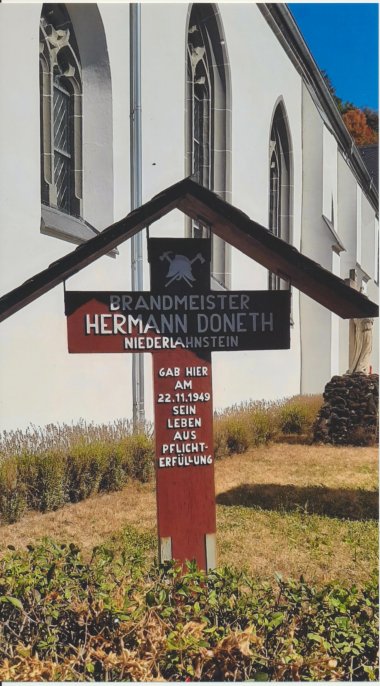 BRANDMEISTER
HERMANN DONETH
NIEDERLAHNSTEIN
GAB HIER
AM
22.11.1949
SEIN
LEBEN
AUS
PFLICHT-
ERFÜLLUNG